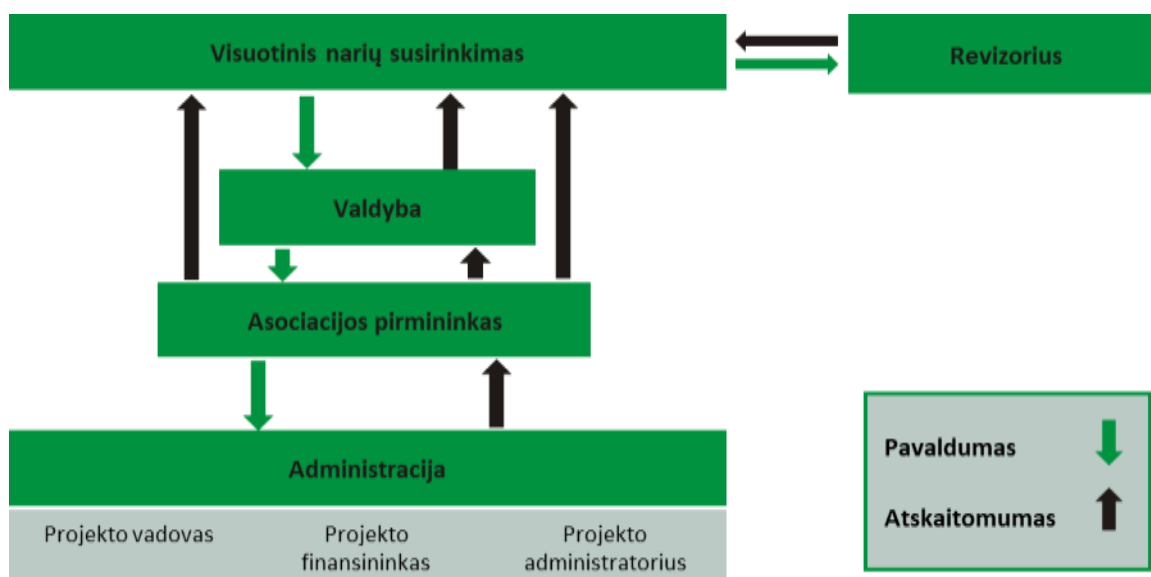 Visuotinis narių susirinkimas
Revizorius
Valdyba
Asociacijos pirmininkas
Administracija
Projekto vadovas
Projekto
finansininkas
Projekto
administratorius
Pavaldumas
Atskaitomumas